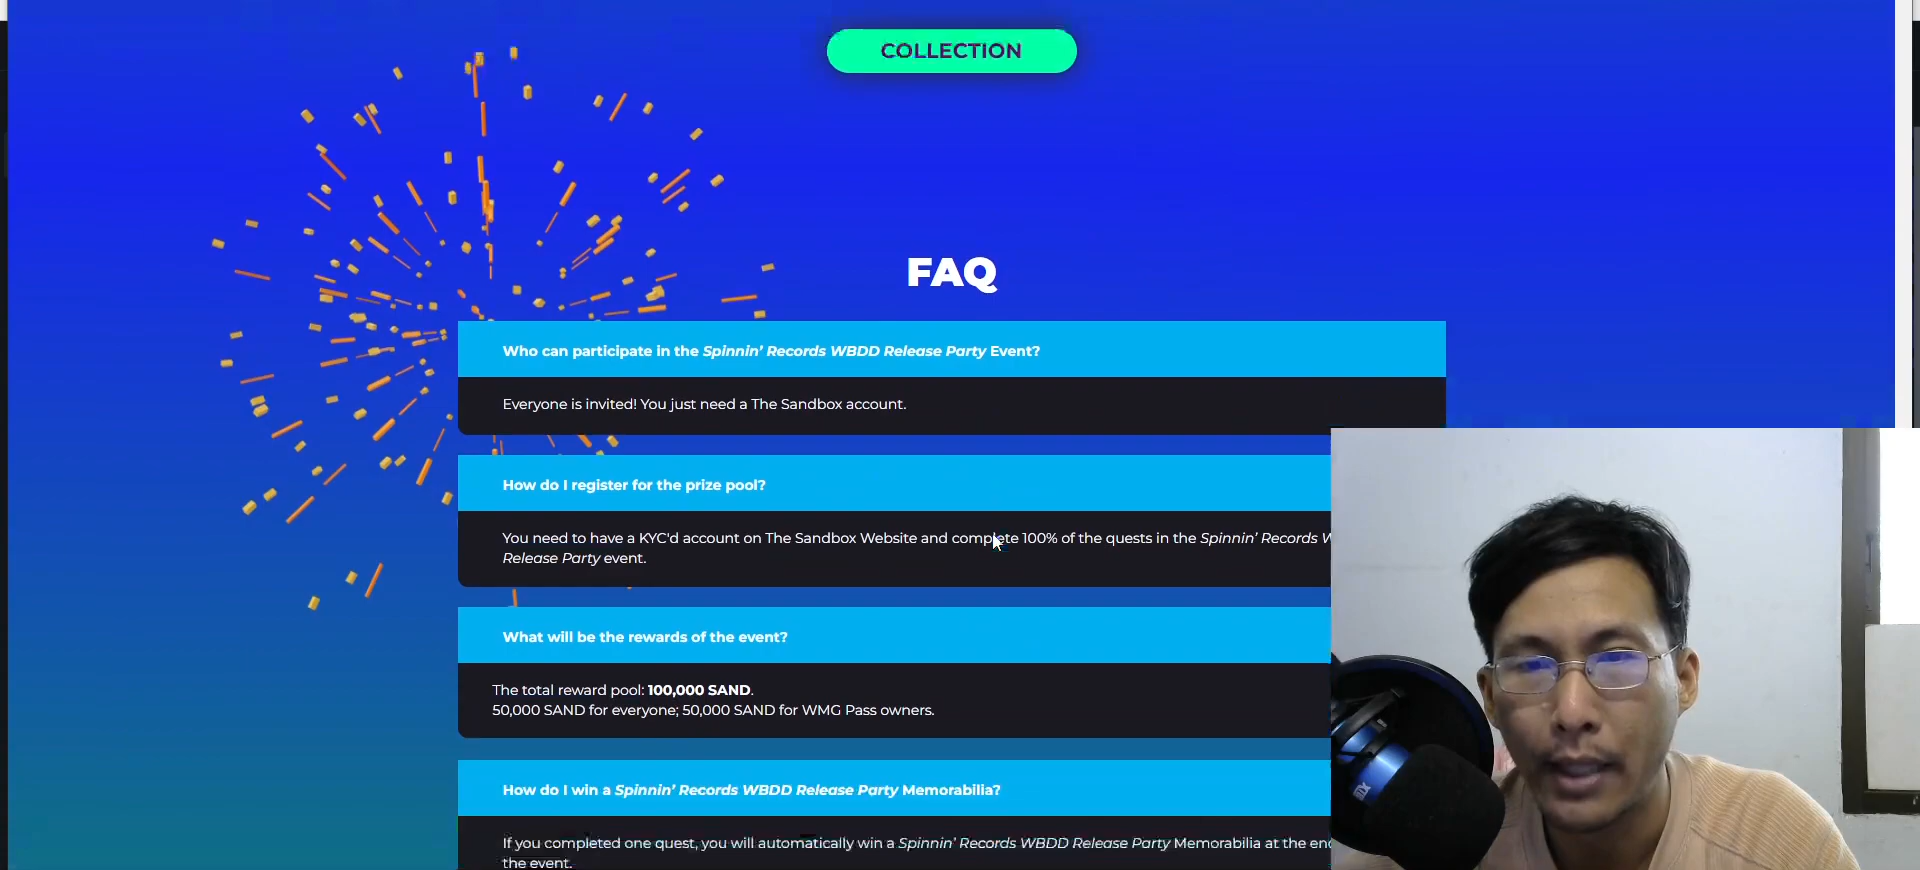 COLLECTION
FAQ
Who can participate in the Spinnin’ Records WBDD Release Party Event?
Everyone is invited! You just need a The Sandbox account.
How do I register for the prize pool?
You need to have a KYC'd account on The Sandbox Website and complete 100% of the quests in the Spinnin’ Records
Release Party event.
What will be the rewards of the event?
The total reward pool: 100,000 SAND.
50,000 SAND for everyone; 50,000 SAND for WMG Pass owners.
How do I win a Spinnin’ Records WBDD Release Party Memorabilia?
If you completed one quest, you will automatically win a Spinnin’ Records WBDD Release Party Memorabilia at the end
the event.